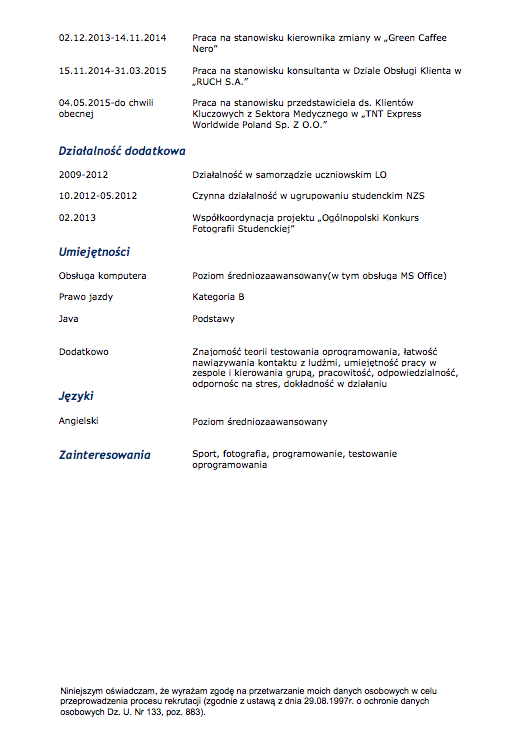 02.12.2013-14.11.2014 Praca na stanowisku kierownika zmiany w „Green Caffee
Nero”
15.11.2014-31.03.2015 Praca na stanowisku konsultanta w Dziale Obsługi Klienta w
„RUCH S.A.”
04.05.2015-do chwili Praca na stanowisku przedstawiciela ds. Klientów
obecnej Kluczowych z Sektora Medycznego w „TNT Express
Worldwide Poland Sp. Z O.O.”
Działalność dodatkowa
2009-2012 Działalność w samorządzie uczniowskim LO
10.2012-05.2012 Czynna działalność w ugrupowaniu studenckim NZS
02.2013 Współkoordynacja projektu „Ogólnopolski Konkurs
Fotografii Studenckiej”
Umiejętności
Obsługa komputera Poziom średniozaawansowany(w tym obsługa MS Office)
Prawo jazdy Kategoria B
Java Podstawy
Dodatkowo Znajomość teorii testowania oprogramowania, łatwość
nawiązywania kontaktu z ludźmi, umiejętność pracy w
zespole i kierowania grupą, pracowitość, odpowiedzialność,
odpornośc na stres, dokładność w działaniu
Języki
Angielski Poziom średniozaawansowany
Zainteresowania Sport, fotografia, programowanie, testowanie
oprogramowania
Niniejszym oświadczam, że wyrażam zgodę na przetwarzanie moich danych osobowych w celu
przeprowadzenia procesu rekrutacji (zgodnie z ustawą z dnia 29.08.1997r. o ochronie danych
osobowych Dz. U. Nr 133, poz. 883).